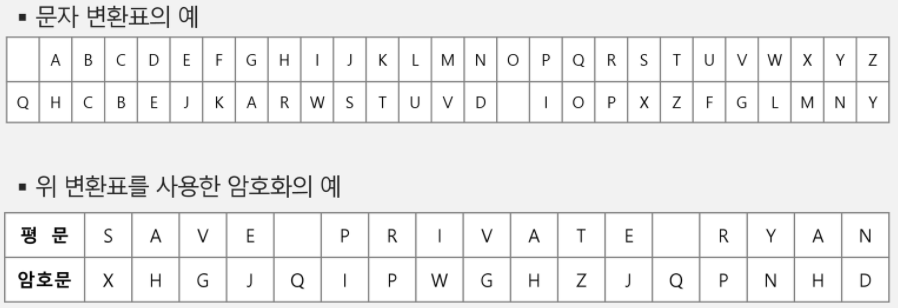 ▪ 문자 변환표의 예
A B C D E F G H I J K L M N O P Q R S T U V W X Y Z
Q H C B E J K A R W S T U V D I O P X Z F G L M N Y
▪ 위 변환표를 사용한 암호화의 예
평 문 S A V E P R I V A T E R Y A N
암호문 X H G J Q I P W G H Z J Q P N H D